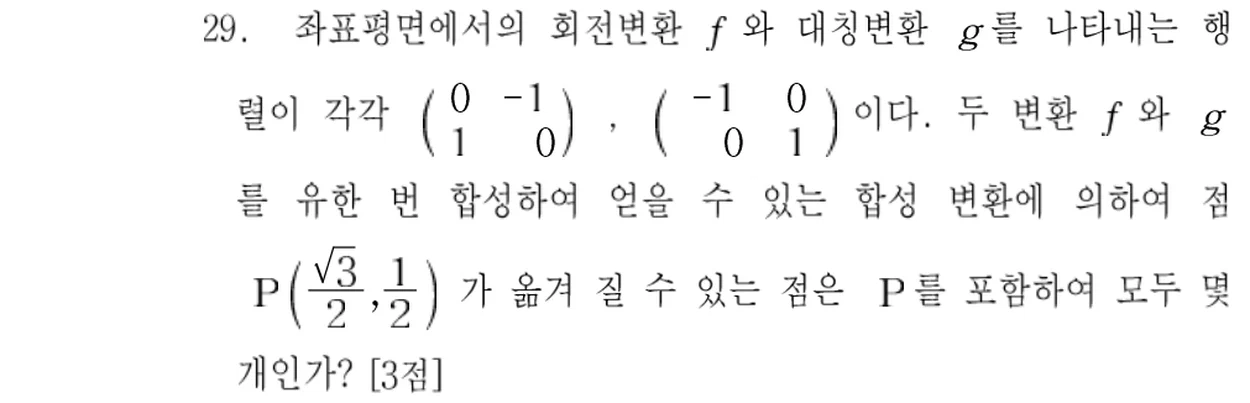 29. 좌표평면에서의 회전변환 f 와 대칭변환 g를 나타내는 행
렬이 각각 ( 0 -1 ; 1 0 ) , ( -1 0 ; 0 1 ) 이다. 두 변환 f 와 g
를 유한 번 합성하여 얻을 수 있는 합성 변환에 의하여 점
P(√3/2, 1/2) 가 옮겨 질 수 있는 점은 P를 포함하여 모두 몇
개인가? [3점]